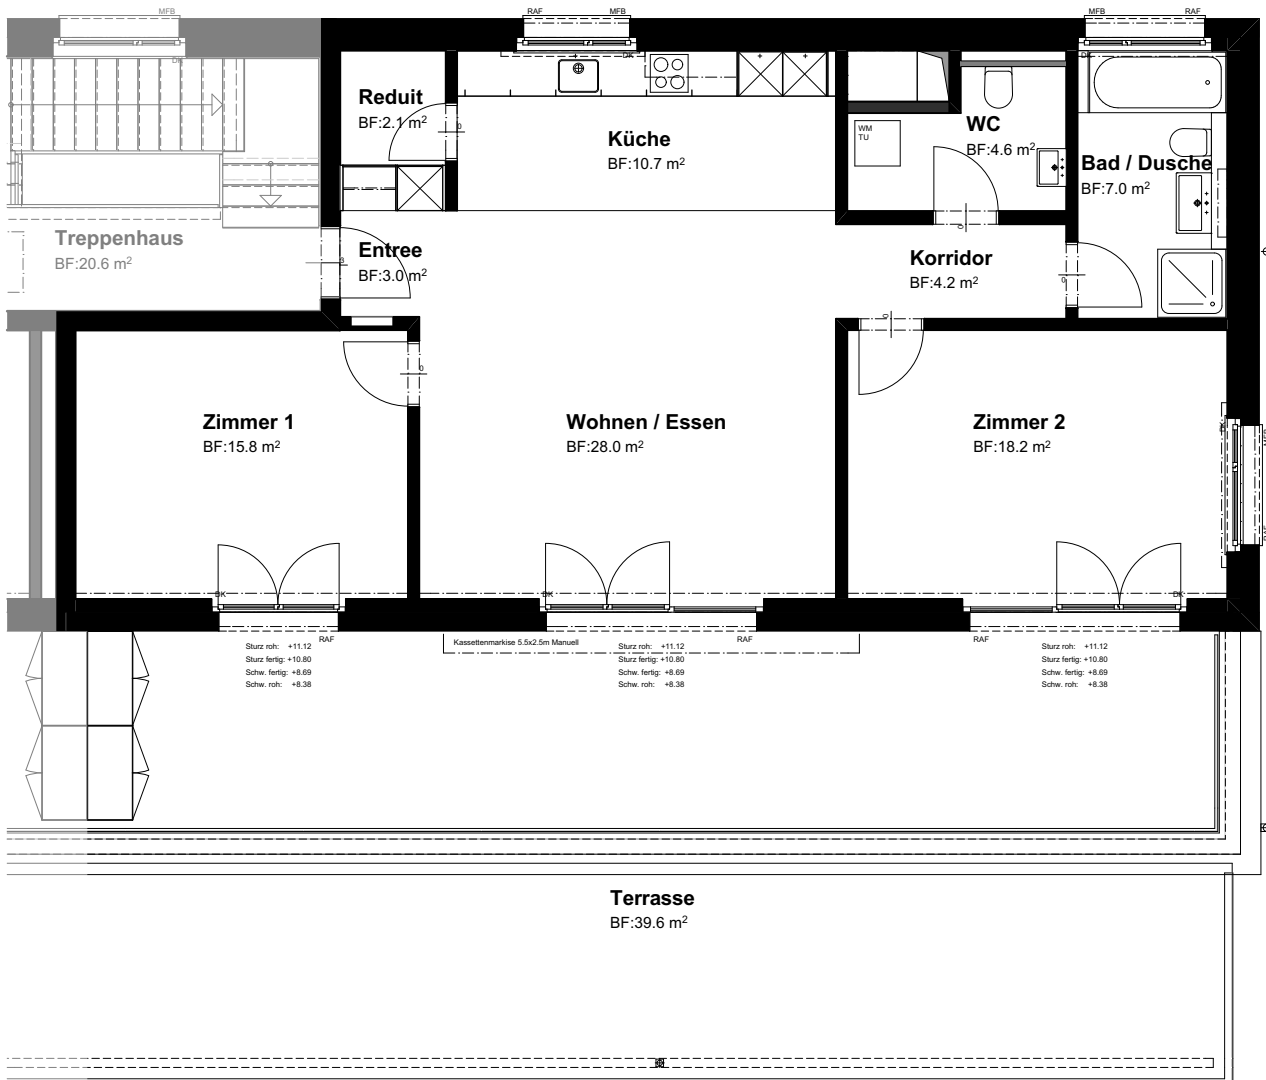 MFB
RAF
MFB
MFB
RAF
DK
DK
DK
Reduit
BF:2.1 m²
Küche
BF:10.7 m²
WM
TU
WC
BF:4.6 m²
Bad / Dusche
BF:7.0 m²
Treppenhaus
BF:20.6 m²
Entree
BF:3.0 m²
Korridor
BF:4.2 m²
Zimmer 1
BF:15.8 m²
Wohnen / Essen
BF:28.0 m²
Zimmer 2
BF:18.2 m²
DK
MFB
RAF
DK
DK
DK
RAF
Kassettenmarkise 5.5x2.5m Manuell
RAF
RAF
Sturz roh: +11.12
Sturz fertig: +10.80
Schw. fertig: +8.69
Schw. roh: +8.38
Sturz roh: +11.12
Sturz fertig: +10.80
Schw. fertig: +8.69
Schw. roh: +8.38
Sturz roh: +11.12
Sturz fertig: +10.80
Schw. fertig: +8.69
Schw. roh: +8.38
Terrasse
BF:39.6 m²